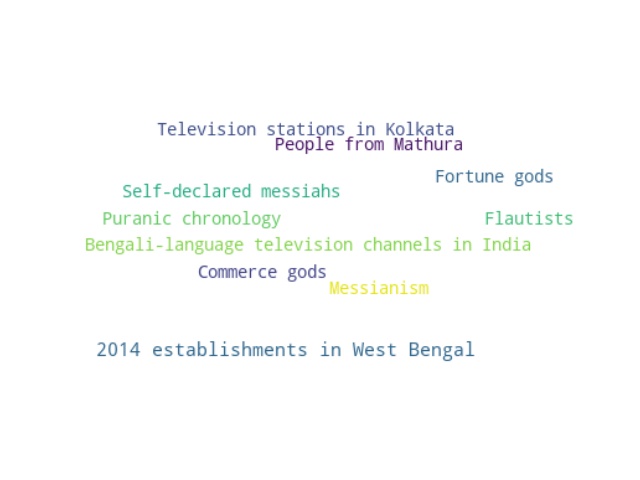 Television stations in Kolkata
People from Mathura
Fortune gods
Self-declared messiahs
Puranic chronology
Flautists
Bengali-language television channels in India
Commerce gods
Messianism
2014 establishments in West Bengal